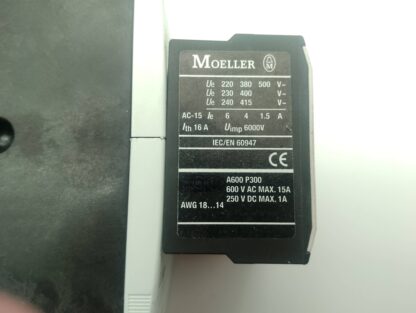 MOELLER
Ue 220 380 500 V~
Ue 230 400 V~
Ue 240 415 V~
AC-15 Ie 6 4 1.5 A
Ith 16 A Uimp 6000V
IEC/EN 60947
CE
A600 P300
600 V AC MAX. 15A
250 V DC MAX. 1A
AWG 18...14